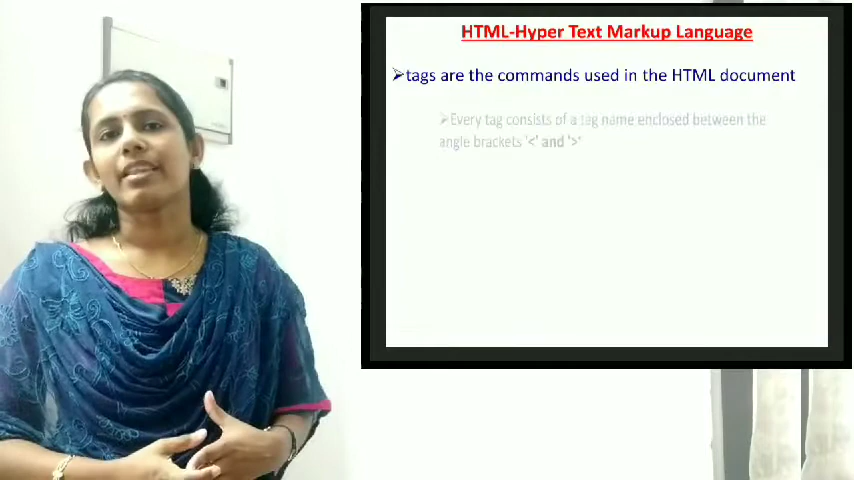 HTML-Hyper Text Markup Language
➢tags are the commands used in the HTML document
➢Every tag consists of a tag name enclosed between the
angle brackets '<' and '>'